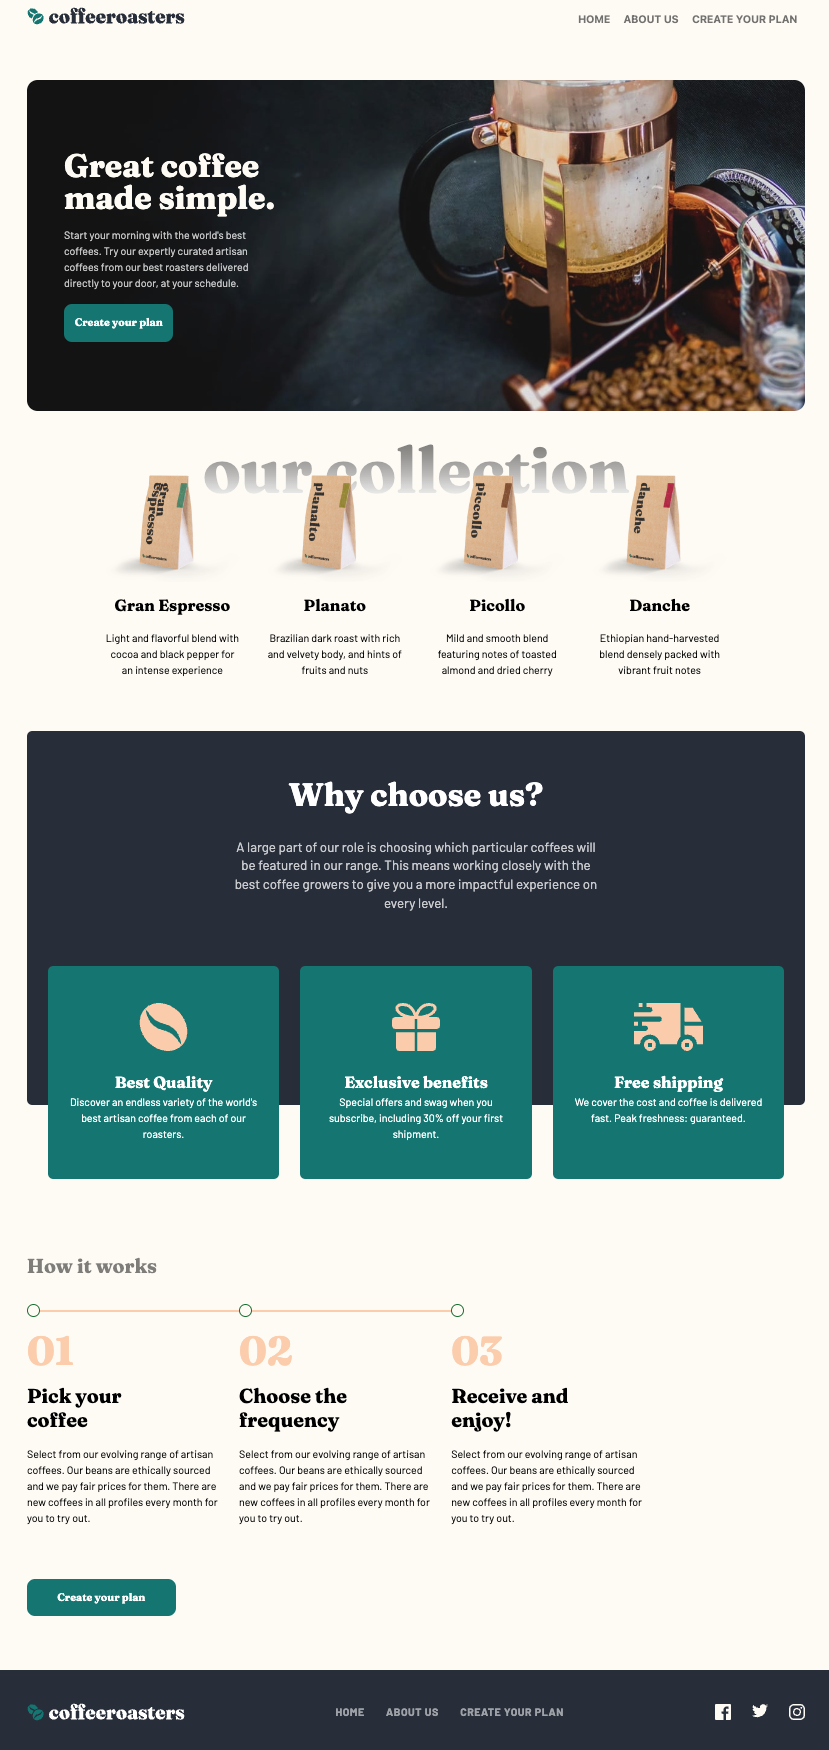 coffeeroasters
HOME ABOUT US CREATE YOUR PLAN
Great coffee
made simple.
Start your morning with the world's best
coffees. Try our expertly curated artisan
coffees from our best roasters delivered
directly to your door, at your schedule.
Create your plan
our collection
gran
espresso
planalto
piccollo
danche
coffeeroasters
coffeeroasters
coffeeroasters
coffeeroasters
Gran Espresso
Planato
Picollo
Danche
Light and flavorful blend with
cocoa and black pepper for
an intense experience
Brazilian dark roast with rich
and velvety body, and hints of
fruits and nuts
Mild and smooth blend
featuring notes of toasted
almond and dried cherry
Ethiopian hand-harvested
blend densely packed with
vibrant fruit notes
Why choose us?
A large part of our role is choosing which particular coffees will
be featured in our range. This means working closely with the
best coffee growers to give you a more impactful experience on
every level.
Best Quality
Discover an endless variety of the world's
best artisan coffee from each of our
roasters.
Exclusive benefits
Special offers and swag when you
subscribe, including 30% off your first
shipment.
Free shipping
We cover the cost and coffee is delivered
fast. Peak freshness: guaranteed.
How it works
01
Pick your
coffee
Select from our evolving range of artisan
coffees. Our beans are ethically sourced
and we pay fair prices for them. There are
new coffees in all profiles every month for
you to try out.
02
Choose the
frequency
Select from our evolving range of artisan
coffees. Our beans are ethically sourced
and we pay fair prices for them. There are
new coffees in all profiles every month for
you to try out.
03
Receive and
enjoy!
Select from our evolving range of artisan
coffees. Our beans are ethically sourced
and we pay fair prices for them. There are
new coffees in all profiles every month for
you to try out.
Create your plan
coffeeroasters
HOME ABOUT US CREATE YOUR PLAN